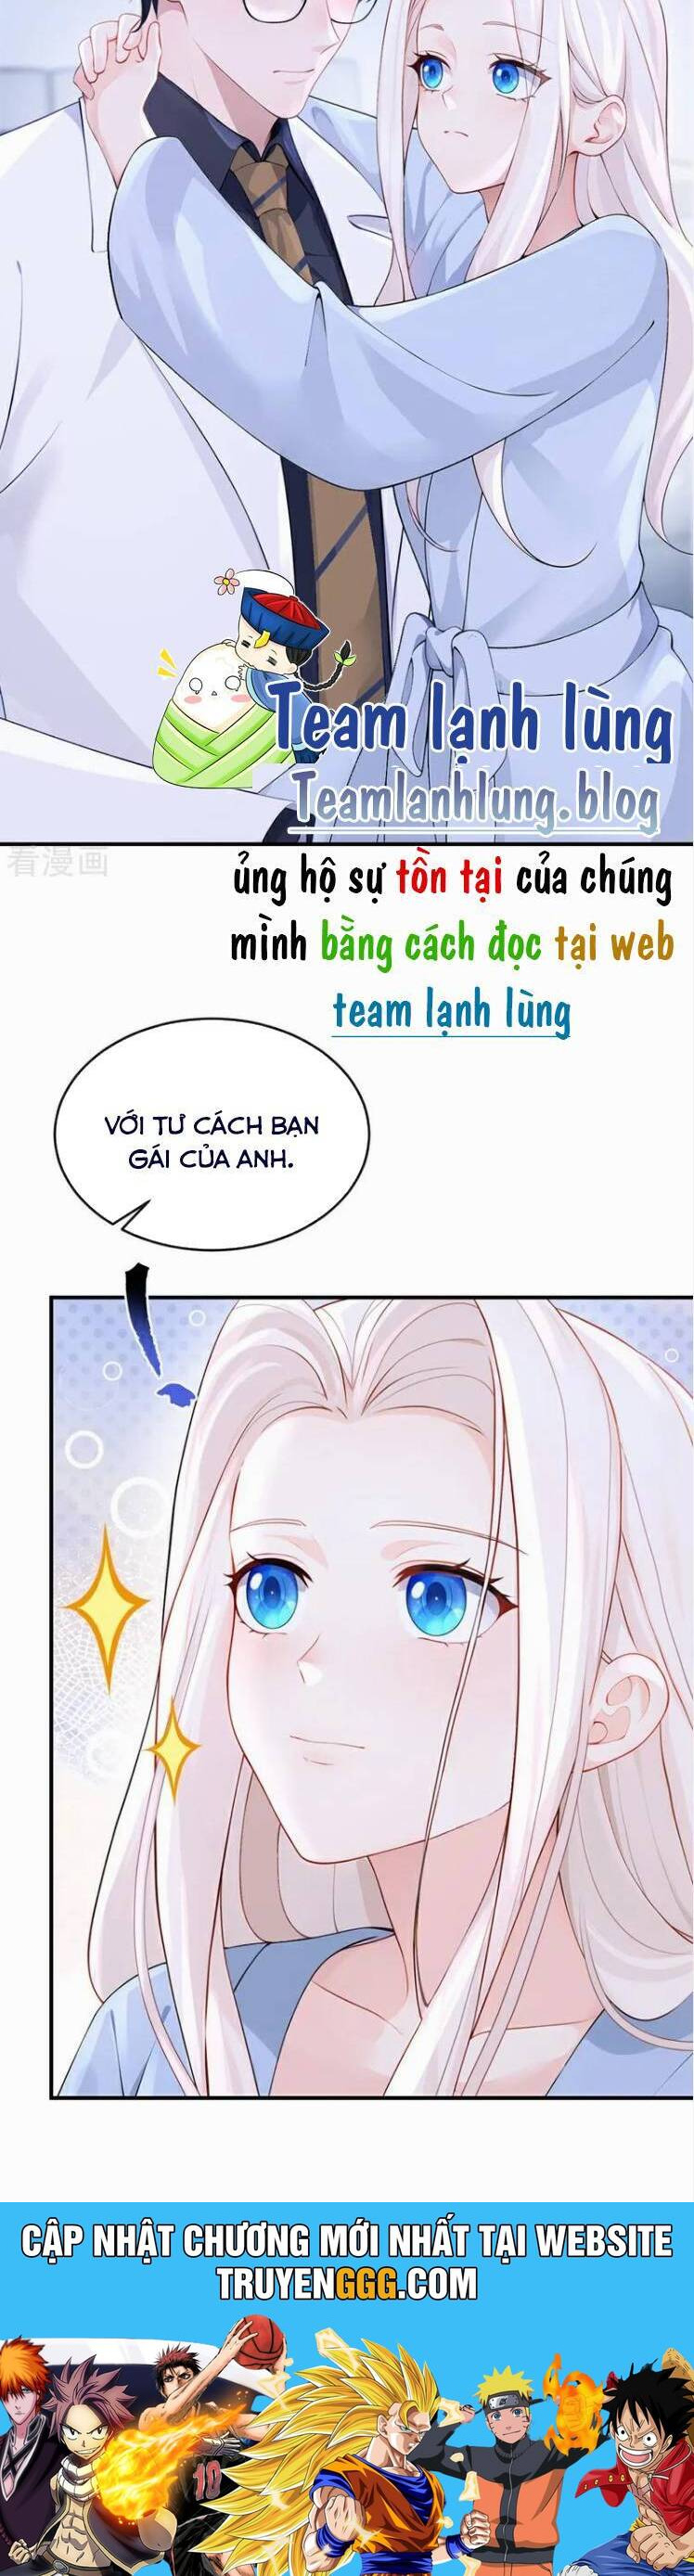 Team lạnh lùng
Teamlanhlung.blog
看漫画
ủng hộ sự tồn tại của chúng
mình bằng cách đọc tại web
team lạnh lùng
VỚI TƯ CÁCH BẠN
GÁI CỦA ANH.
CẬP NHẬT CHƯƠNG MỚI NHẤT TẠI WEBSITE
TRUYENGGG.COM
10